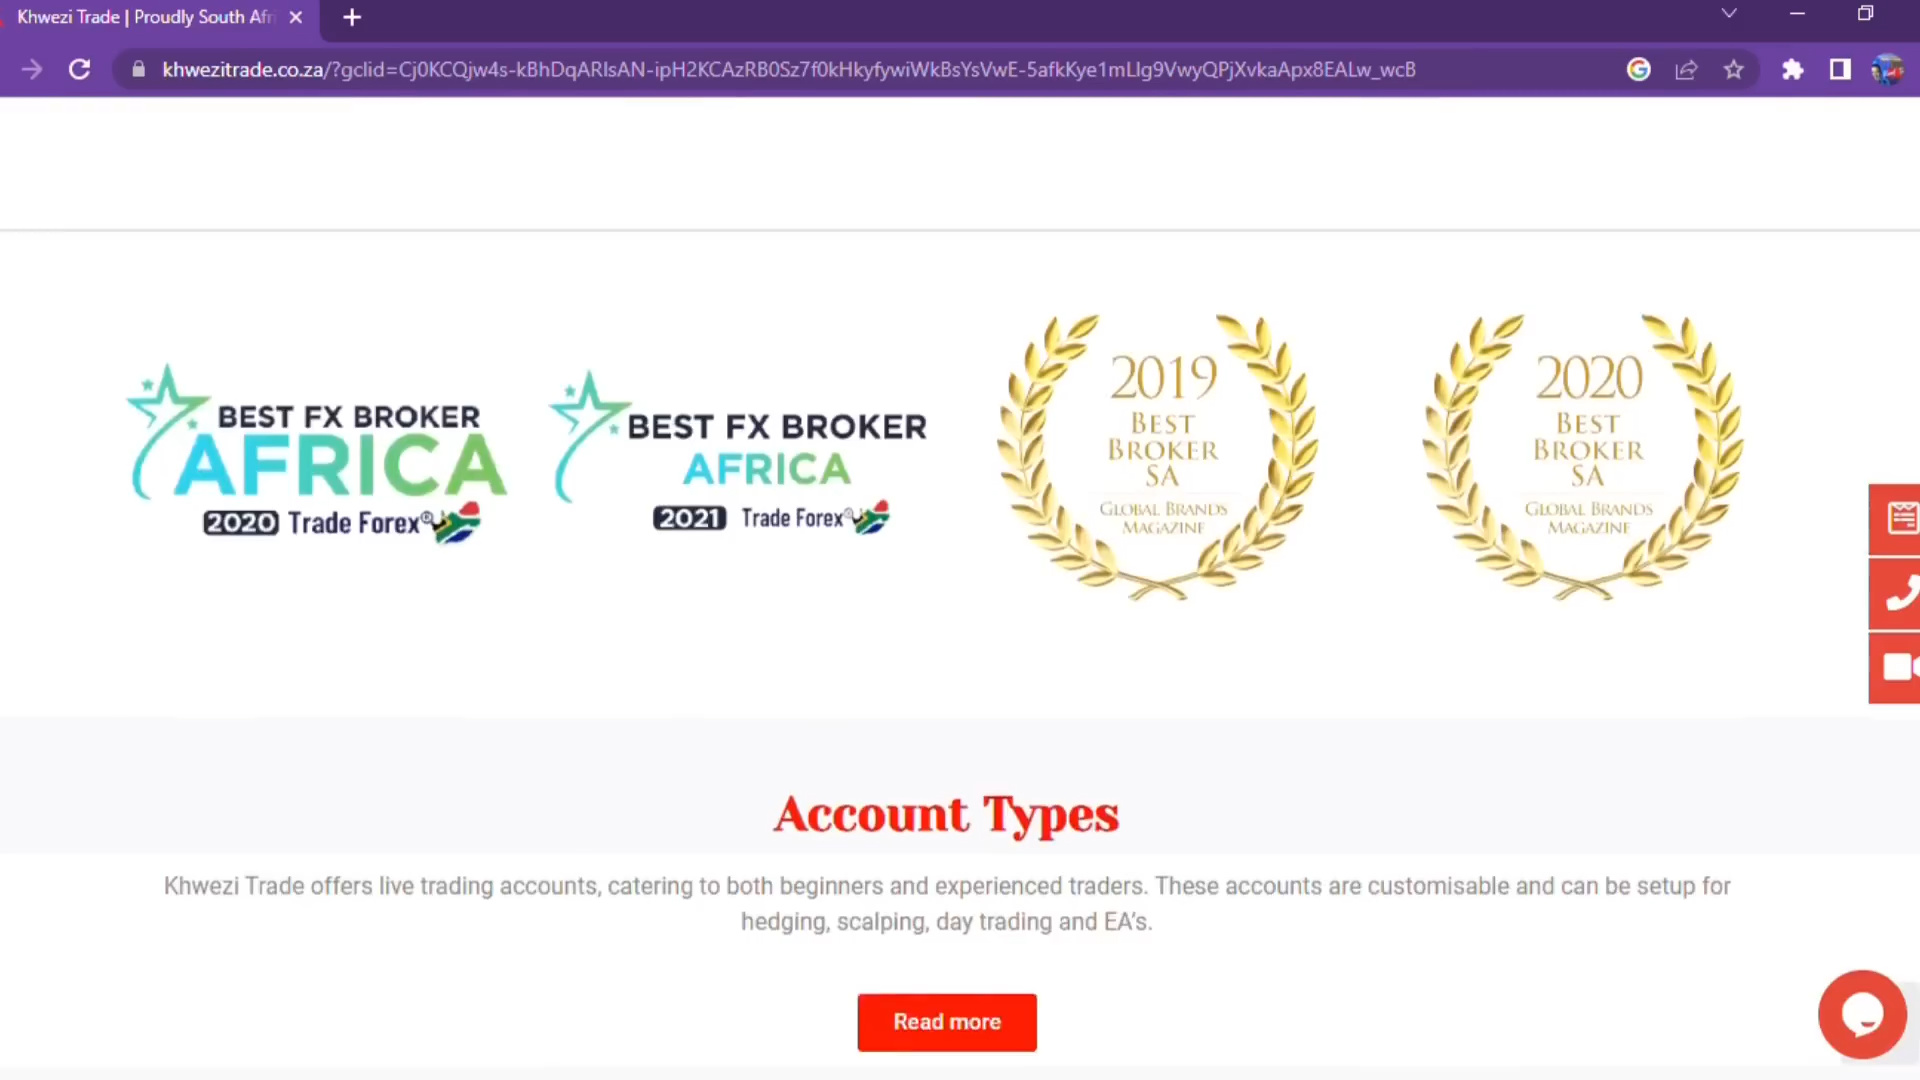 Khwezi Trade | Proudly South Afri
khwezitrade.co.za/?gclid=Cj0KCQjw4s-kBhDqARIsAN-ipH2KCAzRB0Sz7f0kHkyfywiWkBsYsVwE-5afkKye1mLIg9VwyQPjXvkaApx8EALw_wcB
BEST FX BROKER
AFRICA
2020 Trade Forex®
BEST FX BROKER
AFRICA
2021 Trade Forex®
2019
BEST
BROKER
SA
GLOBAL BRANDS
MAGAZINE
2020
BEST
BROKER
SA
GLOBAL BRANDS
MAGAZINE
Account Types
Khwezi Trade offers live trading accounts, catering to both beginners and experienced traders. These accounts are customisable and can be setup for
hedging, scalping, day trading and EA’s.
Read more